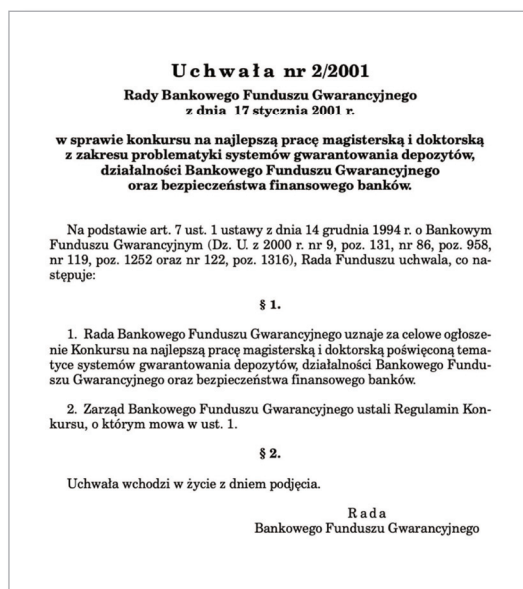 Uchwała nr 2/2001
Rady Bankowego Funduszu Gwarancyjnego
z dnia 17 stycznia 2001 r.
w sprawie konkursu na najlepszą pracę magisterską i doktorską
z zakresu problematyki systemów gwarantowania depozytów,
działalności Bankowego Funduszu Gwarancyjnego
oraz bezpieczeństwa finansowego banków.
Na podstawie art. 7 ust. 1 ustawy z dnia 14 grudnia 1994 r. o Bankowym
Funduszu Gwarancyjnym (Dz. U. z 2000 r. nr 9, poz. 131, nr 86, poz. 958,
nr 119, poz. 1252 oraz nr 122, poz. 1316), Rada Funduszu uchwala, co na-
stępuje:
§ 1.
1. Rada Bankowego Funduszu Gwarancyjnego uznaje za celowe ogłosze-
nie Konkursu na najlepszą pracę magisterską i doktorską poświęconą tema-
tyce systemów gwarantowania depozytów, działalności Bankowego Fundu-
szu Gwarancyjnego oraz bezpieczeństwa finansowego banków.
2. Zarząd Bankowego Funduszu Gwarancyjnego ustali Regulamin Kon-
kursu, o którym mowa w ust. 1.
§ 2.
Uchwała wchodzi w życie z dniem podjęcia.
Rada
Bankowego Funduszu Gwarancyjnego